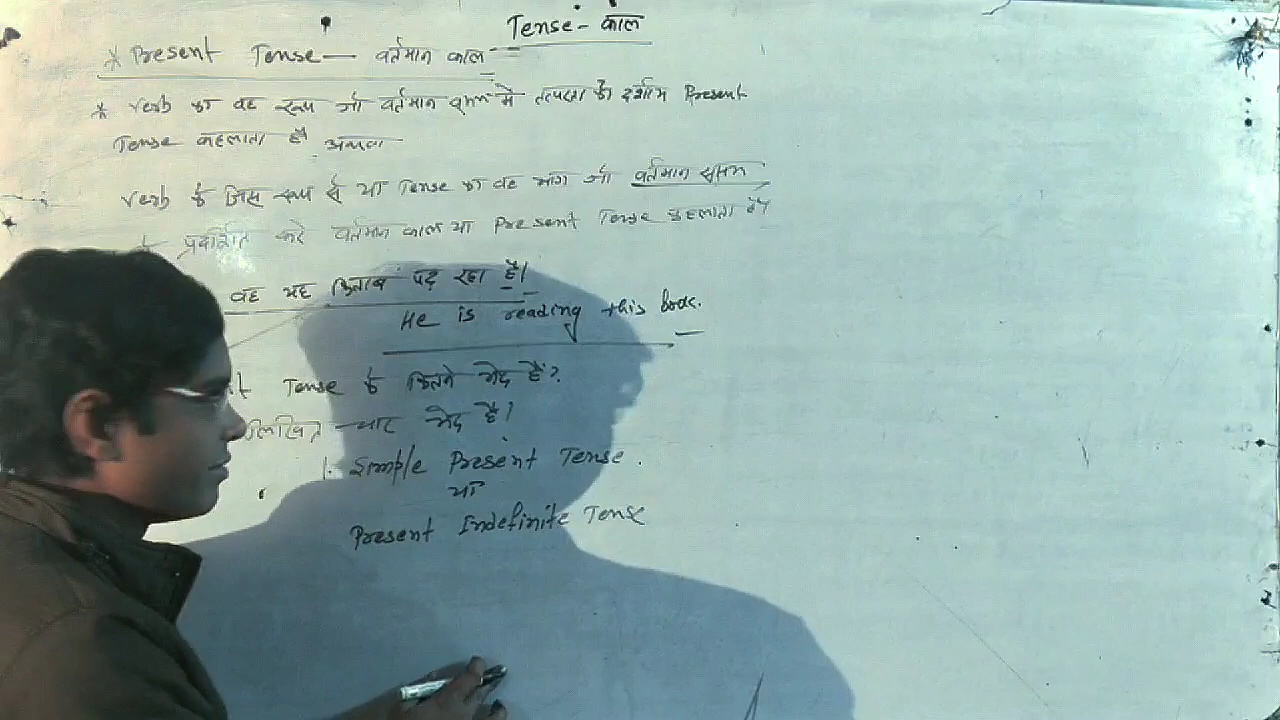 Tense - काल
* Present Tense — वर्तमान काल
* Verb का वह रूप जो वर्तमान समय में तत्परता को दर्शाय Present
Tense कहलाता है अथवा
Verb के जिस रूप से या Tense का वह भाग जो वर्तमान समय
प्रदर्शित करे वर्तमान काल या Present Tense कहलाता है
वह यह किताब पढ़ रहा है।
He is reading this book.
Tense के कितने भेद हैं?
चार भेद है।
1. Simple Present Tense.
या
Present Indefinite Tense